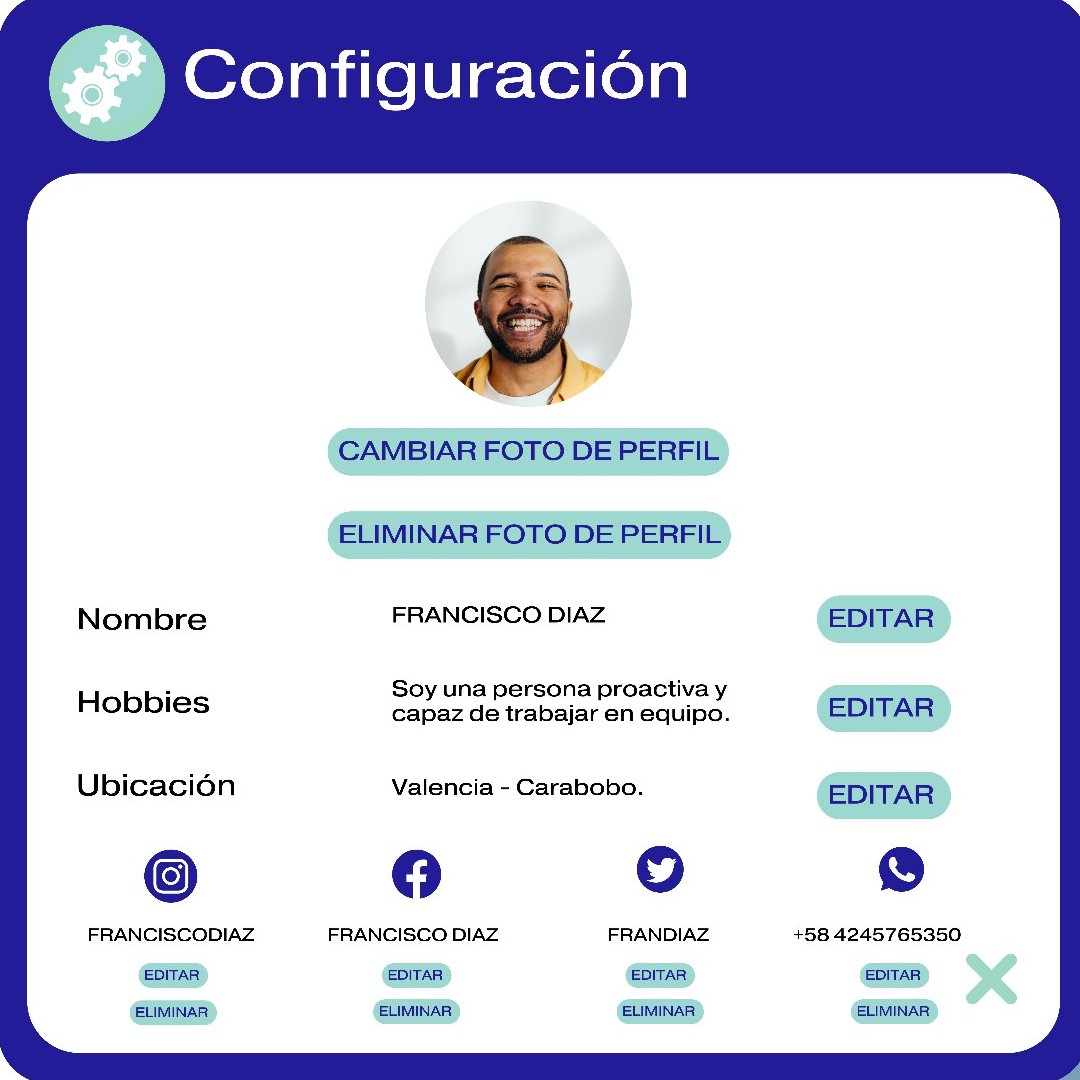 Configuración
CAMBIAR FOTO DE PERFIL
ELIMINAR FOTO DE PERFIL
Nombre FRANCISCO DIAZ EDITAR
Hobbies Soy una persona proactiva y
capaz de trabajar en equipo. EDITAR
Ubicación Valencia - Carabobo. EDITAR
FRANCISCODIAZ FRANCISCO DIAZ FRANDIAZ +58 4245765350
EDITAR EDITAR EDITAR EDITAR
ELIMINAR ELIMINAR ELIMINAR ELIMINAR